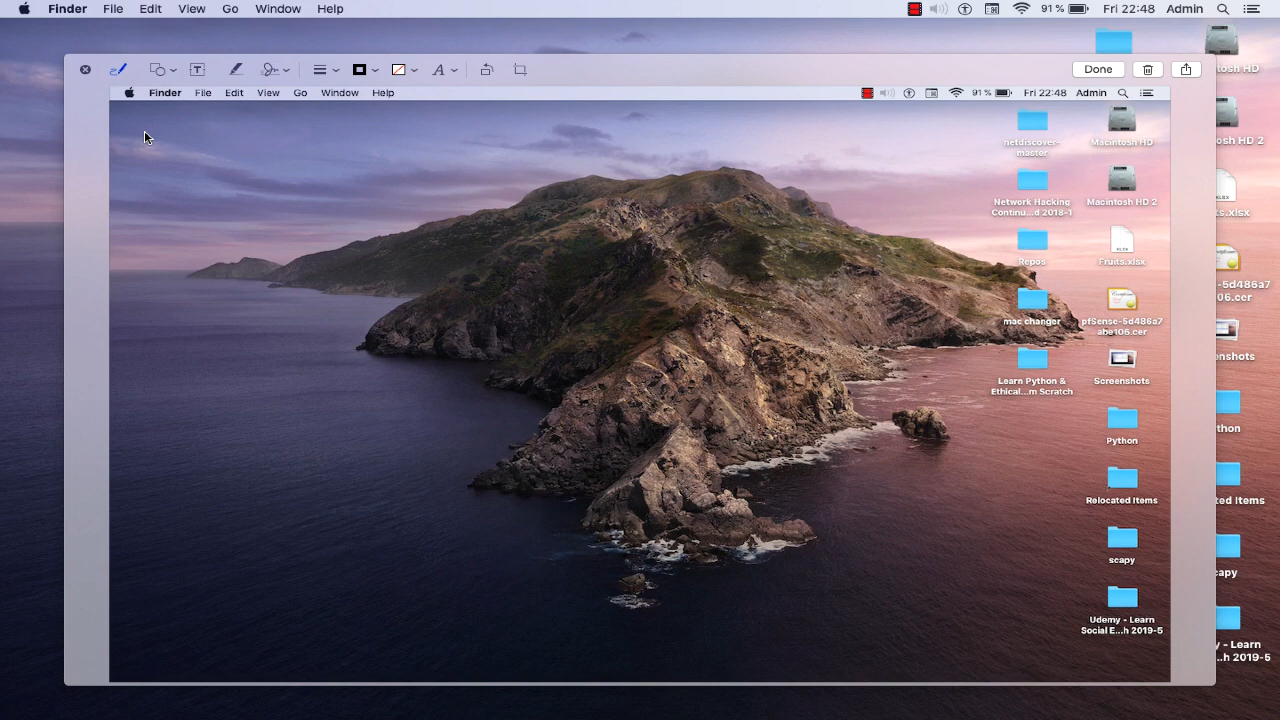 Finder File Edit View Go Window Help 91 % Fri 22:48 Admin
tosh HD
Done
Finder File Edit View Go Window Help 91 % Fri 22:48 Admin
netdiscover-
master
Macintosh HD
osh HD 2
Network Hacking
Continu...d 2018-1
Macintosh HD 2
XLSX
s.xlsx
Repos
XLSX
Fruits.xlsx
-5d486a7
06.cer
mac changer
pfSense-5d486a7
abe106.cer
enshots
Learn Python &
Ethical...m Scratch
Screenshots
thon
Python
ted Items
Relocated Items
capy
scapy
Udemy - Learn
Social E...h 2019-5
y - Learn
...h 2019-5